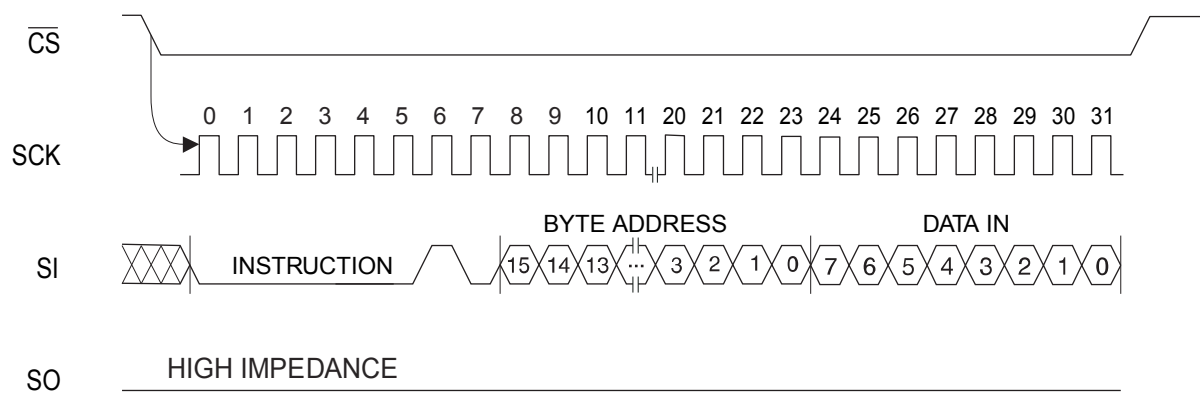 CS
0 1 2 3 4 5 6 7 8 9 10 11 20 21 22 23 24 25 26 27 28 29 30 31
SCK
BYTE ADDRESS DATA IN
SI INSTRUCTION 15 14 13 ... 3 2 1 0 7 6 5 4 3 2 1 0
HIGH IMPEDANCE
SO